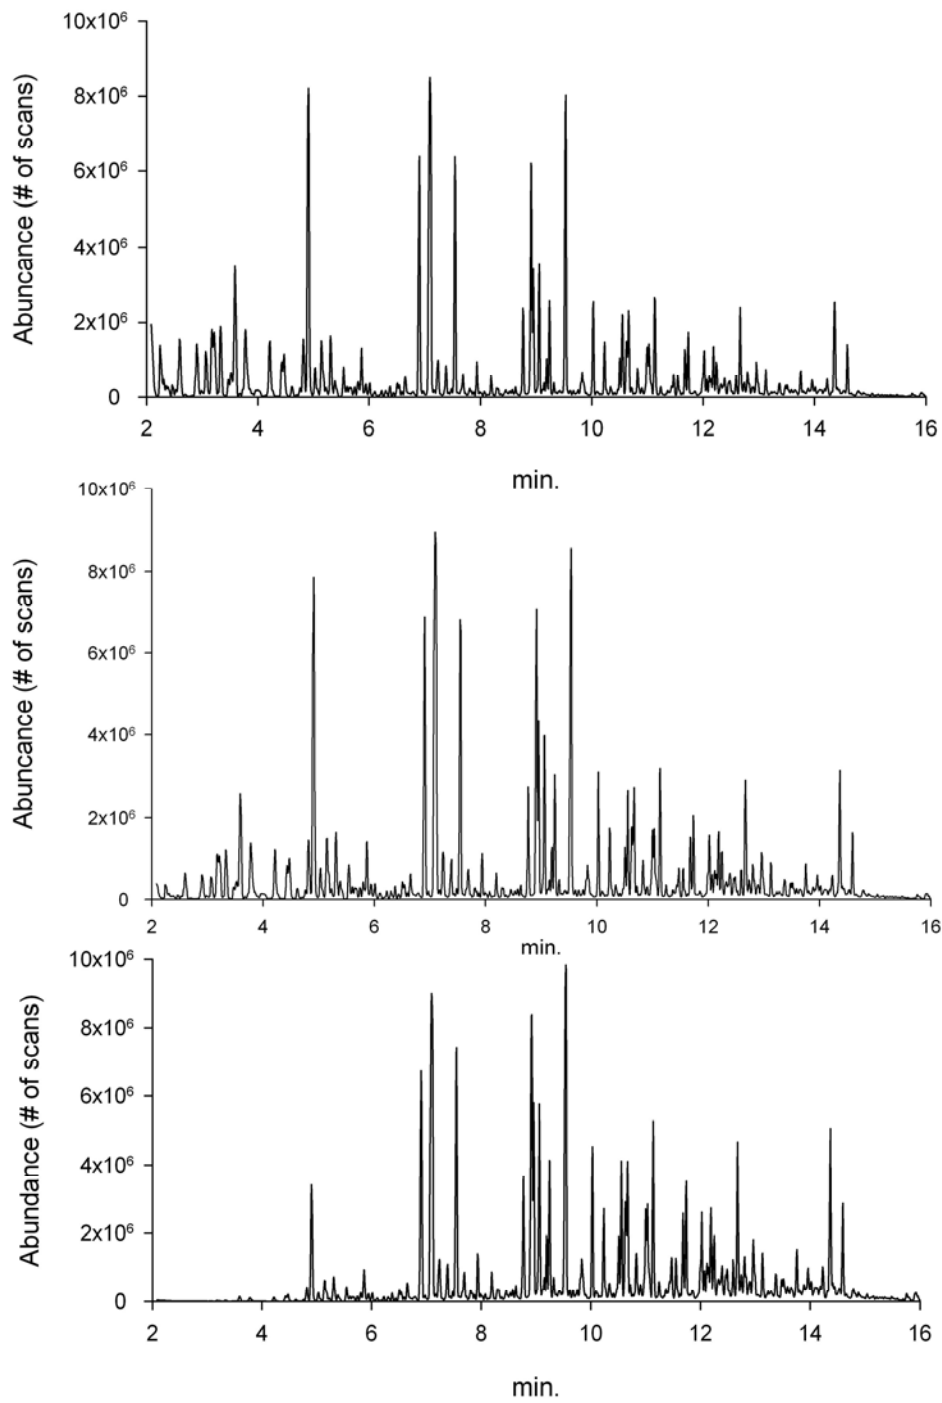 10x10⁶
8x10⁶
6x10⁶
4x10⁶
2x10⁶
0
Abuncance (# of scans)
2 4 6 8 10 12 14 16
min.
10x10⁶
8x10⁶
6x10⁶
4x10⁶
2x10⁶
0
Abuncance (# of scans)
2 4 6 8 10 12 14 16
min.
10x10⁶
8x10⁶
6x10⁶
4x10⁶
2x10⁶
0
Abundance (# of scans)
2 4 6 8 10 12 14 16
min.